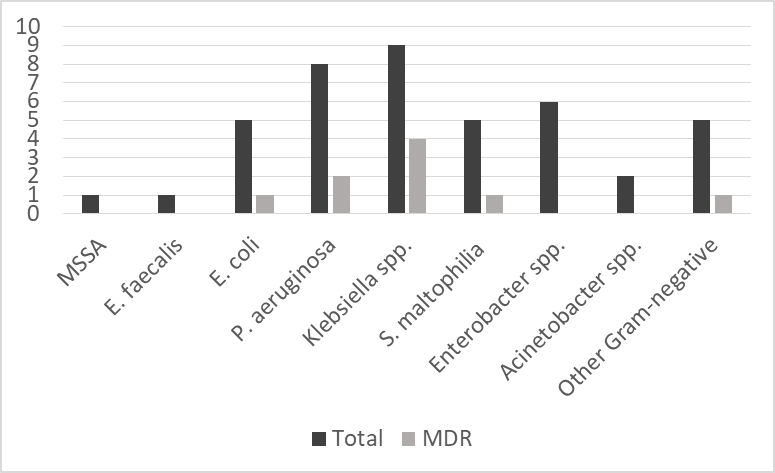 10
9
8
7
6
5
4
3
2
1
0
MSSA
E. faecalis
E. coli
P. aeruginosa
Klebsiella spp.
S. maltophilia
Enterobacter spp.
Acinetobacter spp.
Other Gram-negative
Total
MDR